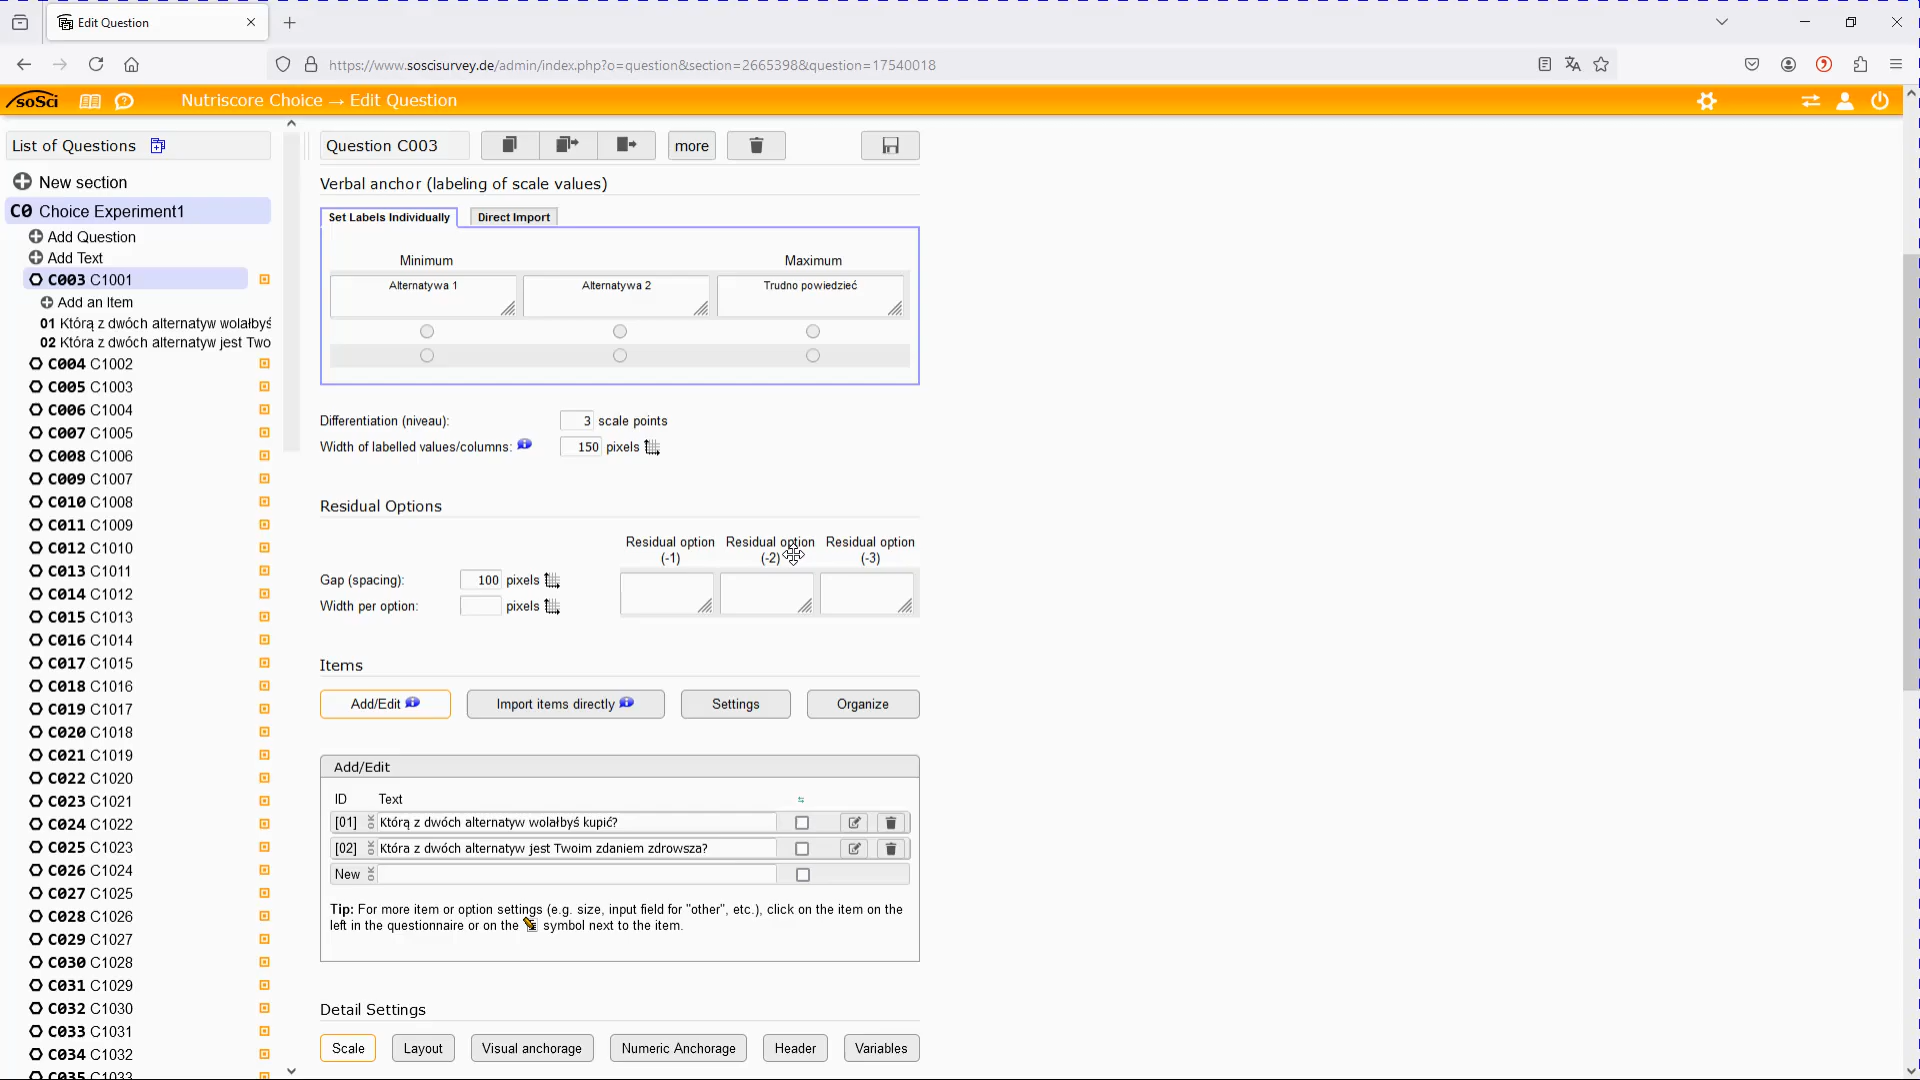 Edit Question
https://www.soscisurvey.de/admin/index.php?o=question&section=2665398&question=17540018
soSci
Nutriscore Choice → Edit Question
List of Questions
New section
C0 Choice Experiment1
Add Question
Add Text
C003 C1001
Add an Item
01 Którą z dwóch alternatyw wolałbyś
02 Która z dwóch alternatyw jest Two
C004 C1002
C005 C1003
C006 C1004
C007 C1005
C008 C1006
C009 C1007
C010 C1008
C011 C1009
C012 C1010
C013 C1011
C014 C1012
C015 C1013
C016 C1014
C017 C1015
C018 C1016
C019 C1017
C020 C1018
C021 C1019
C022 C1020
C023 C1021
C024 C1022
C025 C1023
C026 C1024
C027 C1025
C028 C1026
C029 C1027
C030 C1028
C031 C1029
C032 C1030
C033 C1031
C034 C1032
C035 C1033
Question C003
more
Verbal anchor (labeling of scale values)
Set Labels Individually
Direct Import
Minimum
Maximum
Alternatywa 1
Alternatywa 2
Trudno powiedzieć
Differentiation (niveau): 3 scale points
Width of labelled values/columns: 150 pixels
Residual Options
Residual option (-1)
Residual option (-2)
Residual option (-3)
Gap (spacing): 100 pixels
Width per option: pixels
Items
Add/Edit
Import items directly
Settings
Organize
Add/Edit
ID Text
[01] Którą z dwóch alternatyw wolałbyś kupić?
[02] Która z dwóch alternatyw jest Twoim zdaniem zdrowsza?
New
Tip: For more item or option settings (e.g. size, input field for "other", etc.), click on the item on the
left in the questionnaire or on the symbol next to the item.
Detail Settings
Scale
Layout
Visual anchorage
Numeric Anchorage
Header
Variables